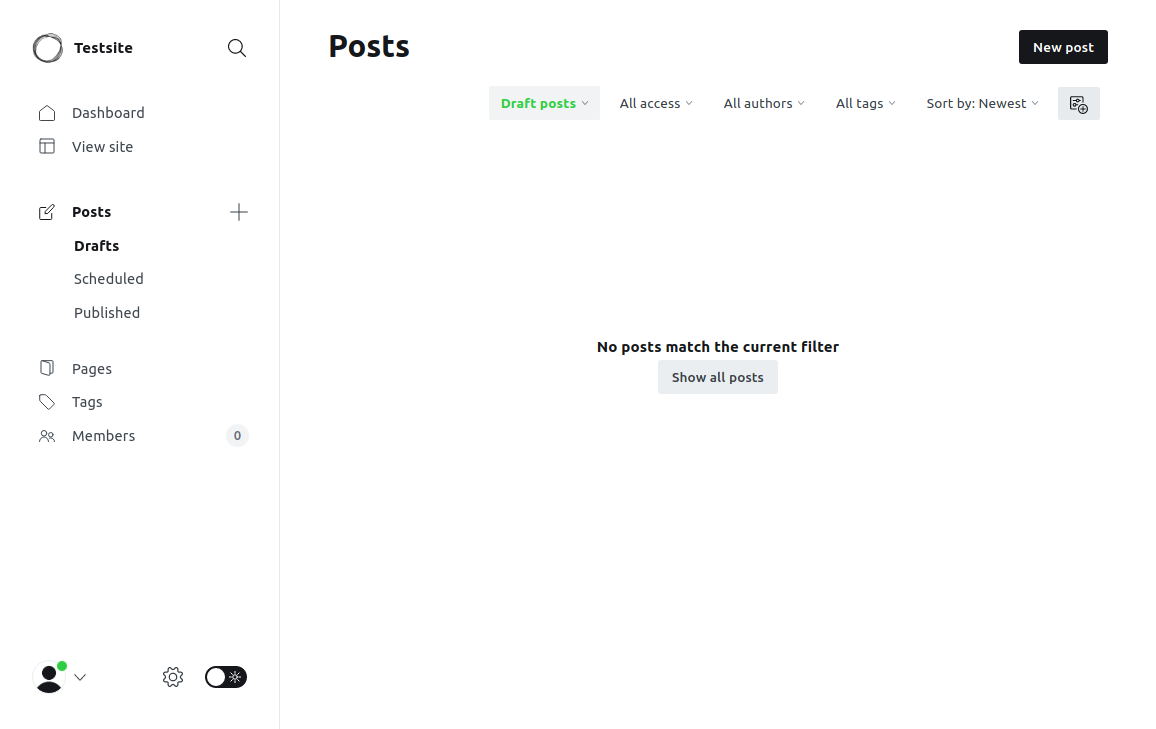 Testsite
Dashboard
View site
Posts
Drafts
Scheduled
Published
Pages
Tags
Members 0
Posts
New post
Draft posts All access All authors All tags Sort by: Newest
No posts match the current filter
Show all posts